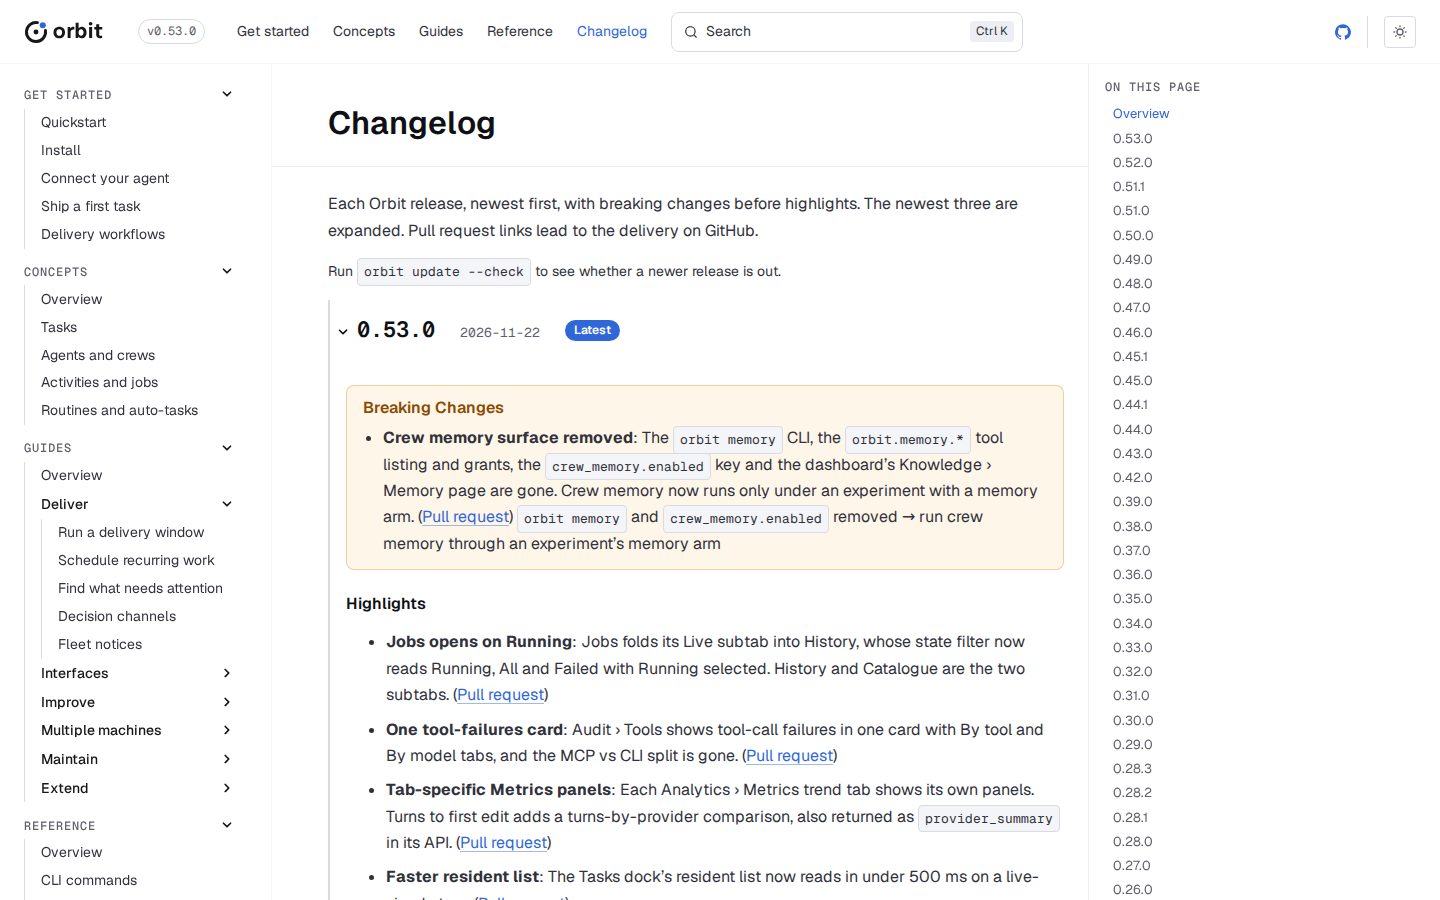 orbit
v0.53.0
Get started
Concepts
Guides
Reference
Changelog
Search
Ctrl K
GET STARTED
Quickstart
Install
Connect your agent
Ship a first task
Delivery workflows
CONCEPTS
Overview
Tasks
Agents and crews
Activities and jobs
Routines and auto-tasks
GUIDES
Overview
Deliver
Run a delivery window
Schedule recurring work
Find what needs attention
Decision channels
Fleet notices
Interfaces
Improve
Multiple machines
Maintain
Extend
REFERENCE
Overview
CLI commands
Changelog
Each Orbit release, newest first, with breaking changes before highlights. The newest three are
expanded. Pull request links lead to the delivery on GitHub.
Run orbit update --check to see whether a newer release is out.
0.53.0 2026-11-22 Latest
Breaking Changes
• Crew memory surface removed: The orbit memory CLI, the orbit.memory.* tool
listing and grants, the crew_memory.enabled key and the dashboard’s Knowledge ›
Memory page are gone. Crew memory now runs only under an experiment with a memory
arm. (Pull request) orbit memory and crew_memory.enabled removed → run crew
memory through an experiment’s memory arm
Highlights
• Jobs opens on Running: Jobs folds its Live subtab into History, whose state filter now
reads Running, All and Failed with Running selected. History and Catalogue are the two
subtabs. (Pull request)
• One tool-failures card: Audit › Tools shows tool-call failures in one card with By tool and
By model tabs, and the MCP vs CLI split is gone. (Pull request)
• Tab-specific Metrics panels: Each Analytics › Metrics trend tab shows its own panels.
Turns to first edit adds a turns-by-provider comparison, also returned as provider_summary
in its API. (Pull request)
• Faster resident list: The Tasks dock’s resident list now reads in under 500 ms on a live-
ON THIS PAGE
Overview
0.53.0
0.52.0
0.51.1
0.51.0
0.50.0
0.49.0
0.48.0
0.47.0
0.46.0
0.45.1
0.45.0
0.44.1
0.44.0
0.43.0
0.42.0
0.39.0
0.38.0
0.37.0
0.36.0
0.35.0
0.34.0
0.33.0
0.32.0
0.31.0
0.30.0
0.29.0
0.28.3
0.28.2
0.28.1
0.28.0
0.27.0
0.26.0